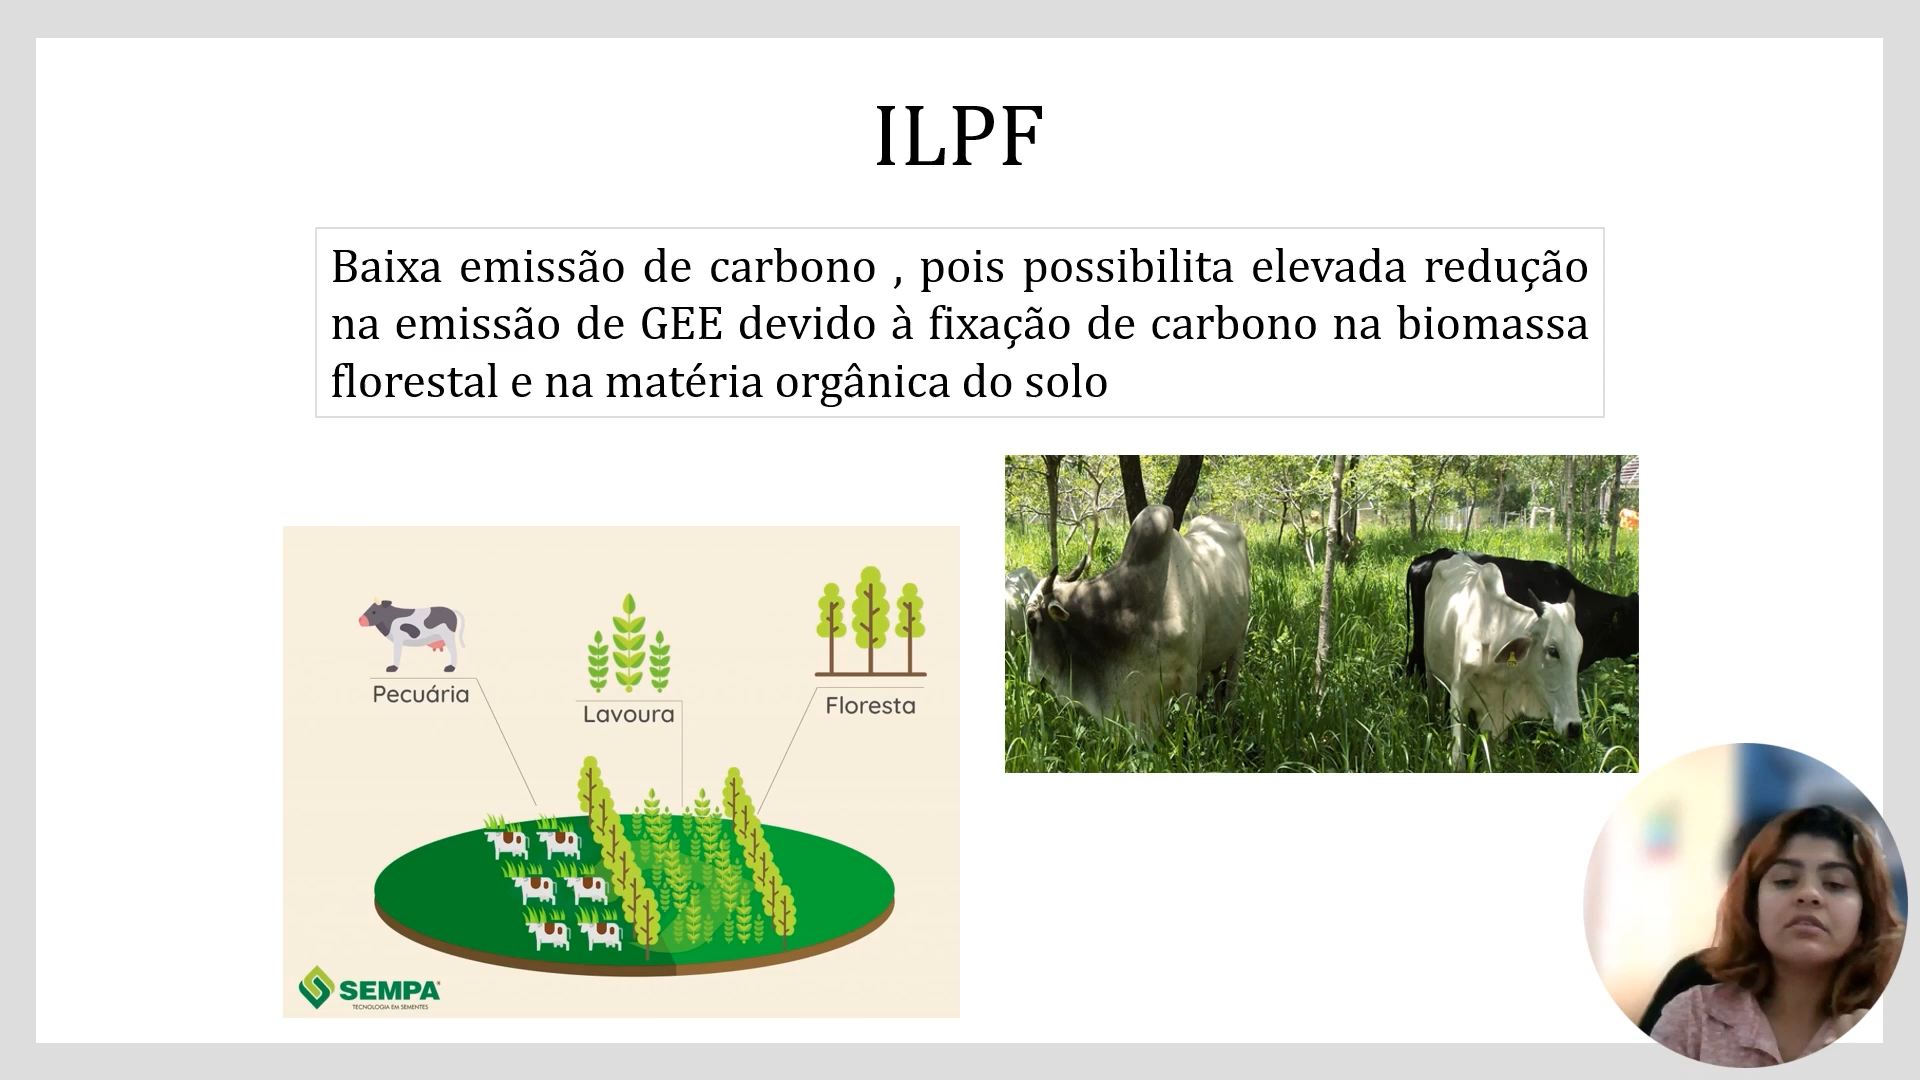 ILPF
Baixa emissão de carbono , pois possibilita elevada redução
na emissão de GEE devido à fixação de carbono na biomassa
florestal e na matéria orgânica do solo
Pecuária
Lavoura
Floresta
SEMPA
TECNOLOGIA EM SEMENTES